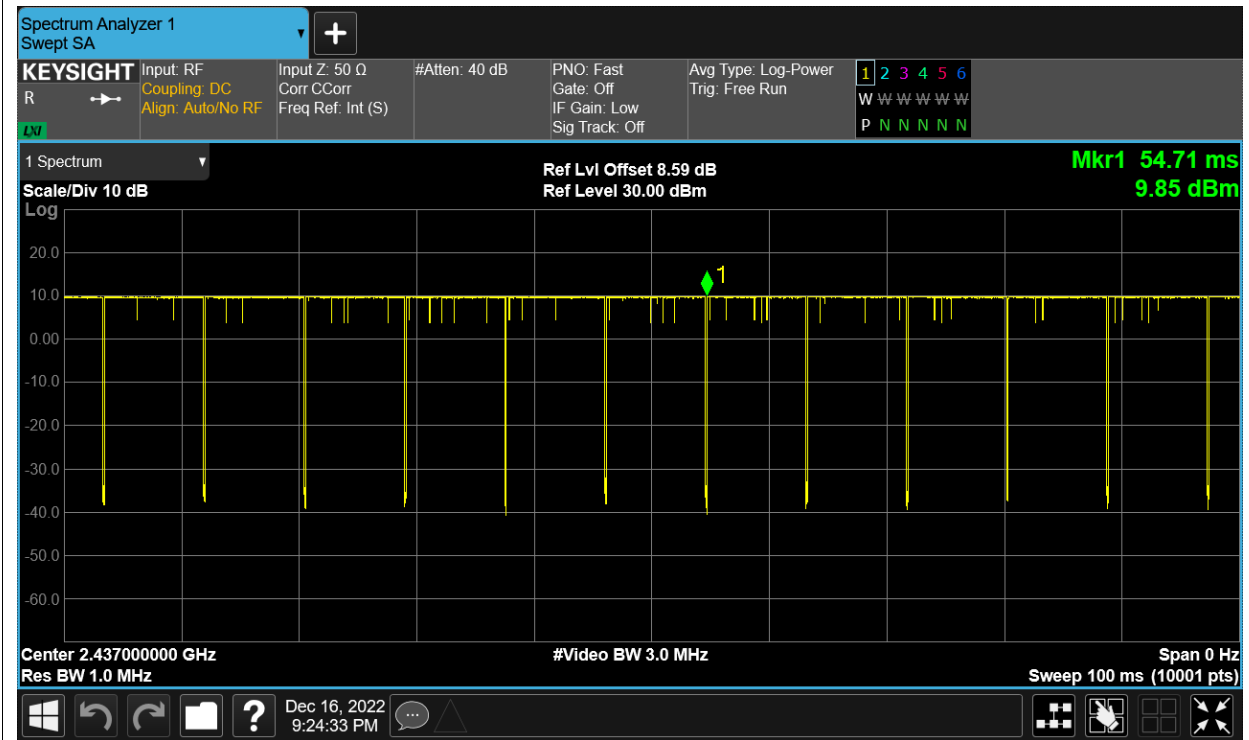 Spectrum Analyzer 1
Swept SA
▼
+
KEYSIGHT
R
LXI
Input: RF
Coupling: DC
Align: Auto/No RF
Input Z: 50 Ω
Corr CCorr
Freq Ref: Int (S)
#Atten: 40 dB
PNO: Fast
Gate: Off
IF Gain: Low
Sig Track: Off
Avg Type: Log-Power
Trig: Free Run
1 2 3 4 5 6
W W W W W W
P N N N N N
1 Spectrum ▼
Scale/Div 10 dB
Ref Lvl Offset 8.59 dB
Ref Level 30.00 dBm
Mkr1 54.71 ms
9.85 dBm
Log
20.0
10.0
0.00
-10.0
-20.0
-30.0
-40.0
-50.0
-60.0
1
Center 2.437000000 GHz
#Video BW 3.0 MHz
Span 0 Hz
Res BW 1.0 MHz
Sweep 100 ms (10001 pts)
?
Dec 16, 2022
9:24:33 PM